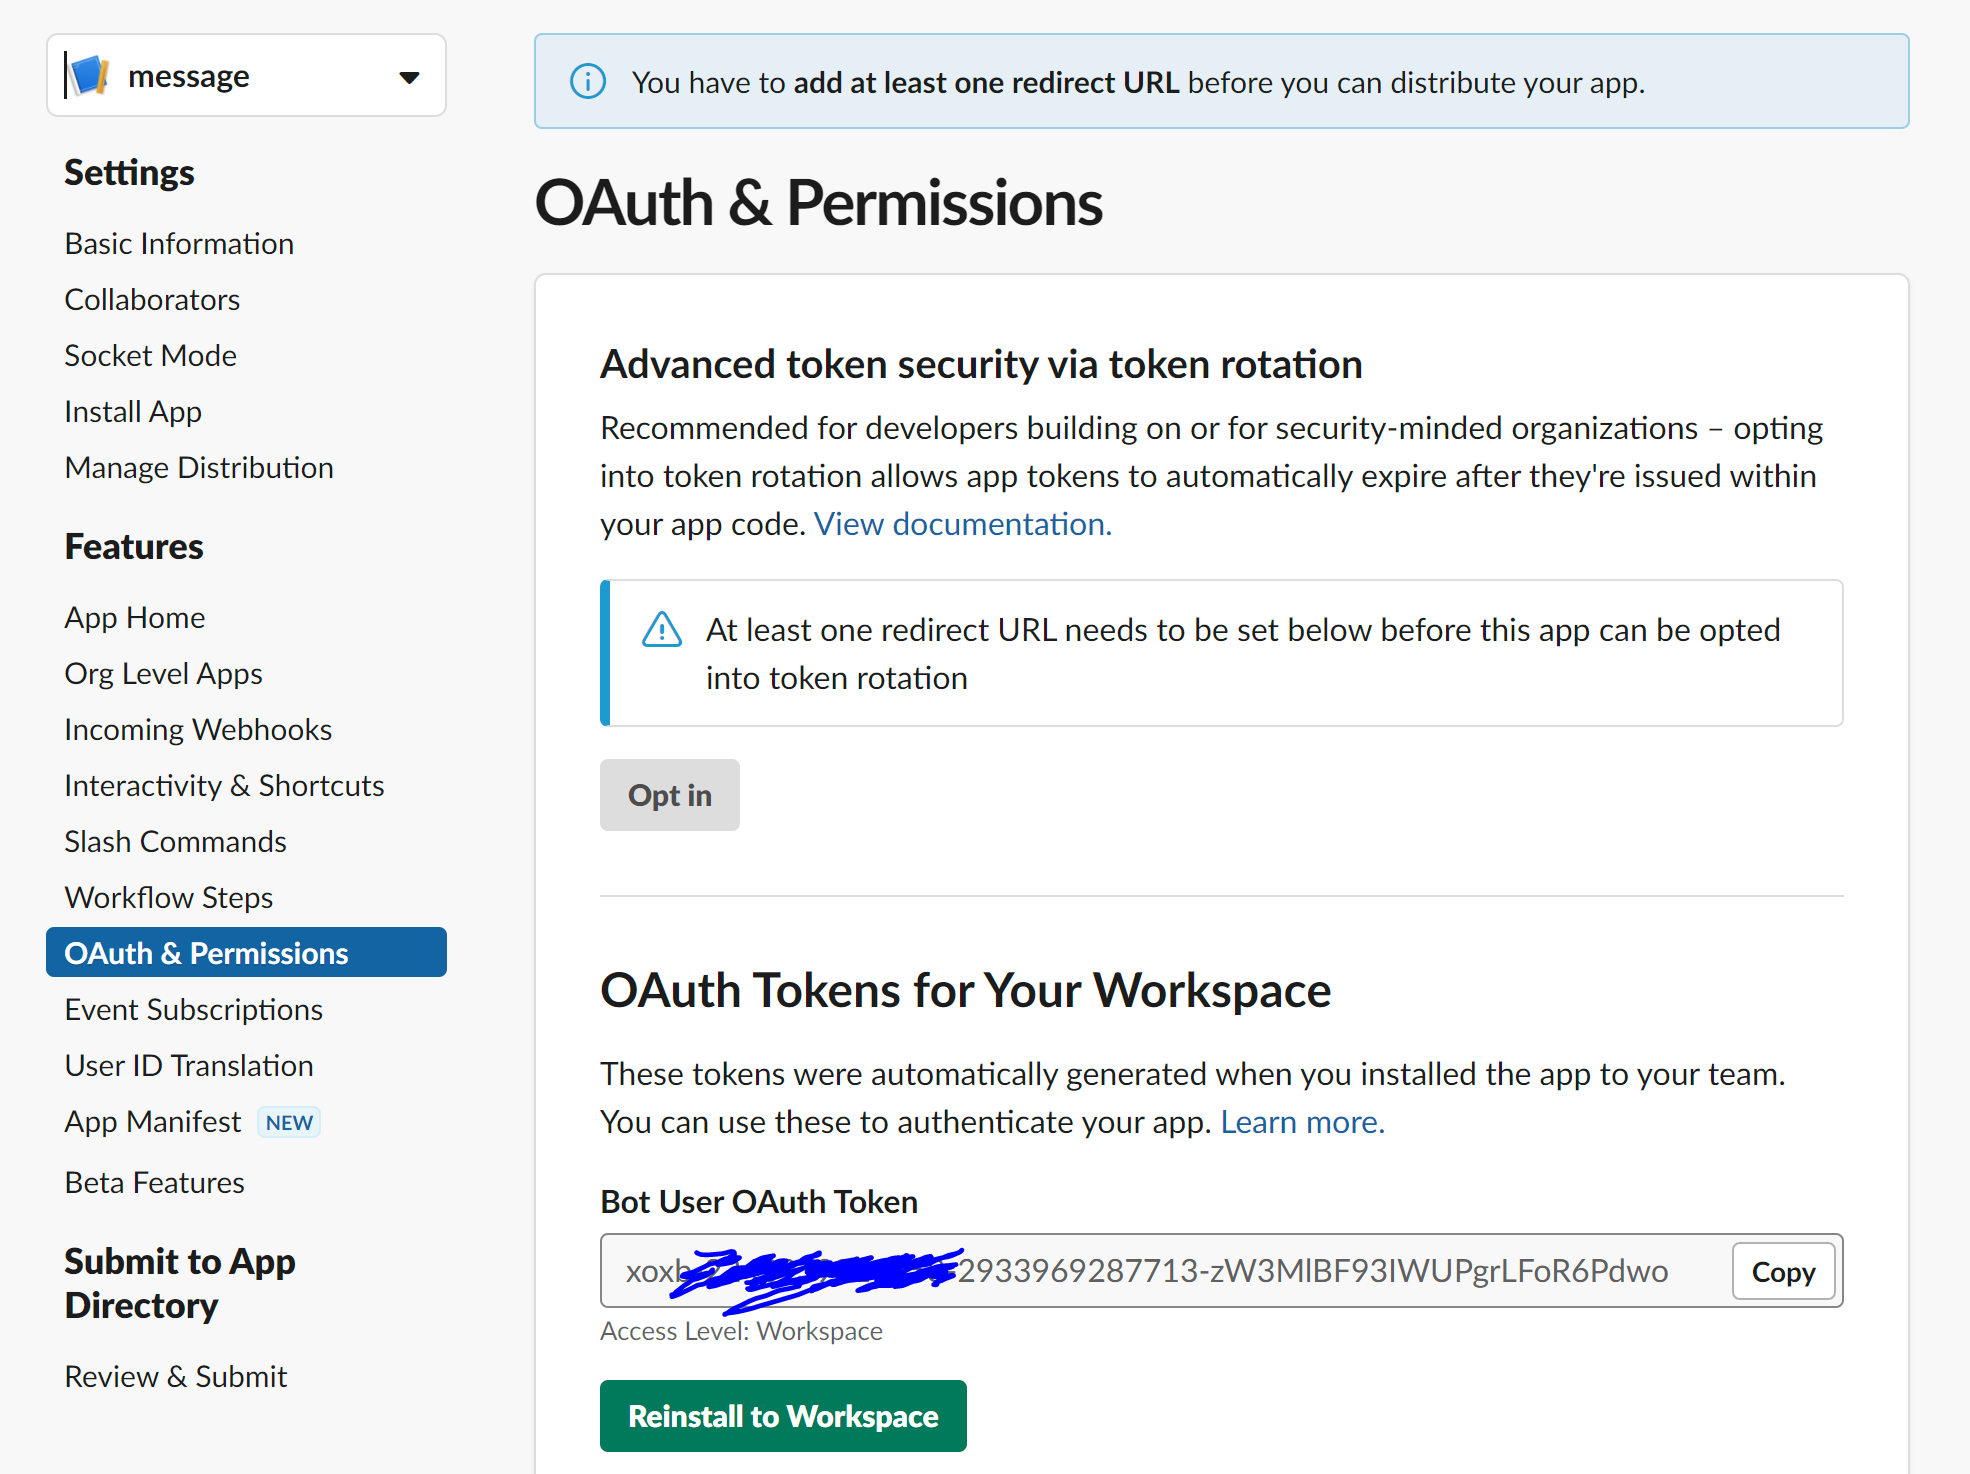 message
Settings
Basic Information
Collaborators
Socket Mode
Install App
Manage Distribution
Features
App Home
Org Level Apps
Incoming Webhooks
Interactivity & Shortcuts
Slash Commands
Workflow Steps
OAuth & Permissions
Event Subscriptions
User ID Translation
App Manifest NEW
Beta Features
Submit to App
Directory
Review & Submit
You have to add at least one redirect URL before you can distribute your app.
OAuth & Permissions
Advanced token security via token rotation
Recommended for developers building on or for security-minded organizations – opting
into token rotation allows app tokens to automatically expire after they're issued within
your app code. View documentation.
At least one redirect URL needs to be set below before this app can be opted
into token rotation
Opt in
OAuth Tokens for Your Workspace
These tokens were automatically generated when you installed the app to your team.
You can use these to authenticate your app. Learn more.
Bot User OAuth Token
2933969287713-zW3MlBF93IWUPgrLFoR6Pdwo
Copy
Access Level: Workspace
Reinstall to Workspace